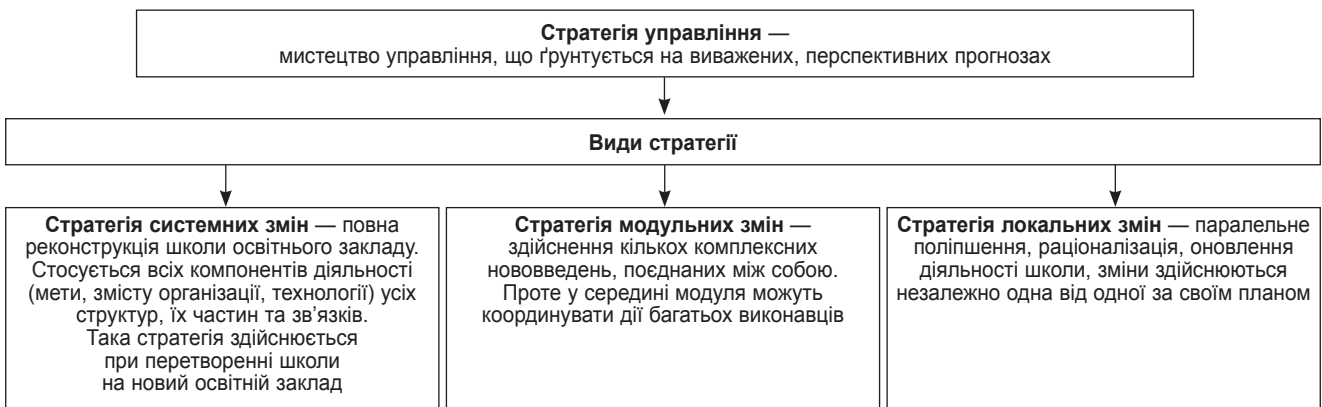 Стратегія управління —
мистецтво управління, що ґрунтується на виважених, перспективних прогнозах
Види стратегії
Стратегія системних змін — повна
реконструкція школи освітнього закладу.
Стосується всіх компонентів діяльності
(мети, змісту організації, технології) усіх
структур, їх частин та зв’язків.
Така стратегія здійснюється
при перетворенні школи
на новий освітній заклад
Стратегія модульних змін —
здійснення кількох комплексних
нововведень, поєднаних між собою.
Проте у середині модуля можуть
координувати дії багатьох виконавців
Стратегія локальних змін — паралельне
поліпшення, раціоналізація, оновлення
діяльності школи, зміни здійснюються
незалежно одна від одної за своїм планом